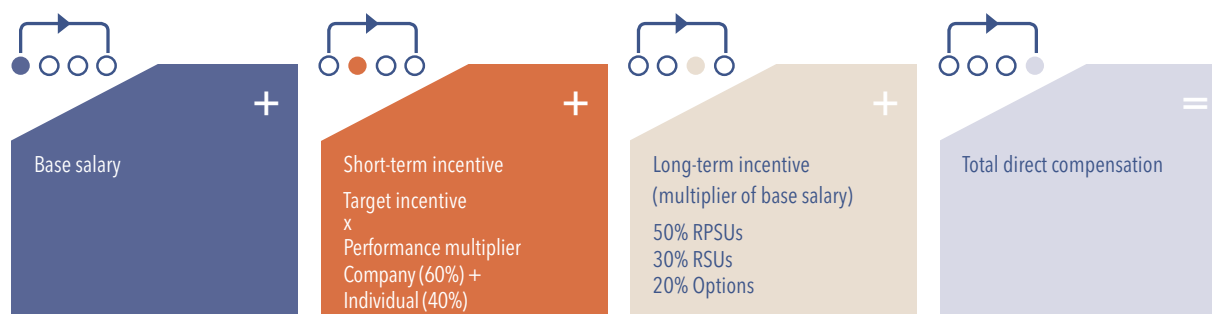 +
Base salary
+
Short-term incentive
Target incentive
x
Performance multiplier
Company (60%) +
Individual (40%)
+
Long-term incentive
(multiplier of base salary)
50% RPSUs
30% RSUs
20% Options
=
Total direct compensation